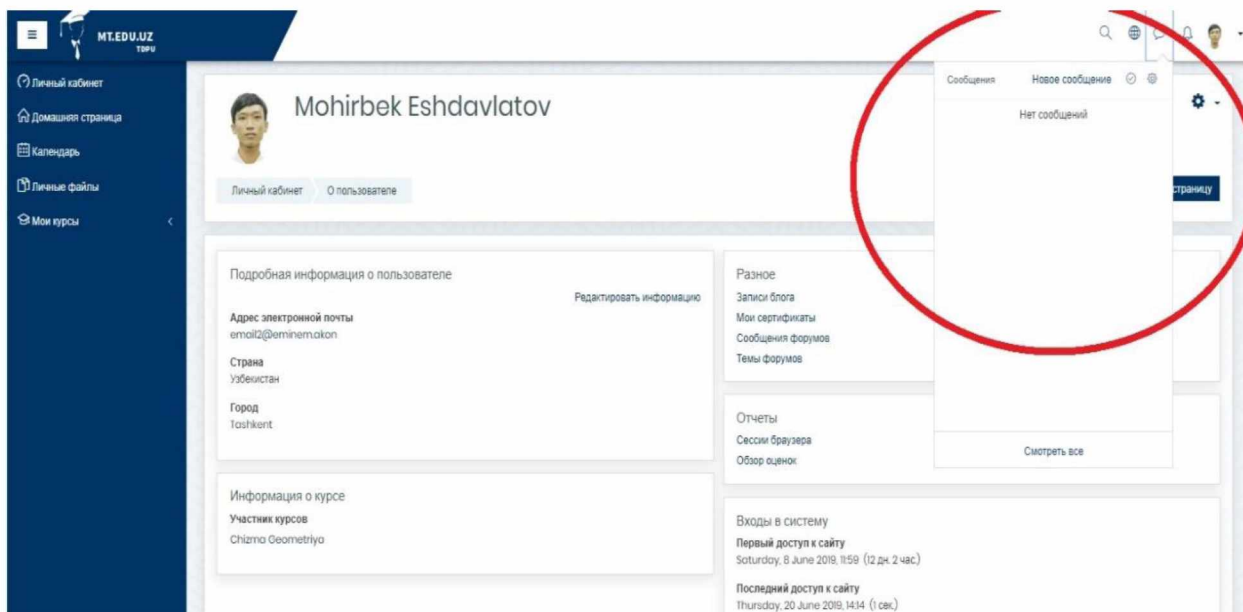 MT.EDU.UZ
TDPU
Личный кабинет
Домашняя страница
Календарь
Личные файлы
Мои курсы
Mohirbek Eshdavlatov
Личный кабинет
О пользователе
Сообщения
Новое сообщение
Нет сообщений
Смотреть все
страницу
Подробная информация о пользователе
Редактировать информацию
Адрес электронной почты
email2@eminem.akon
Страна
Узбекистан
Город
Tashkent
Информация о курсе
Участник курсов
Chizma Geometriya
Разное
Записи блога
Мои сертификаты
Сообщения форумов
Темы форумов
Отчеты
Сессии браузера
Обзор оценок
Входы в систему
Первый доступ к сайту
Saturday, 8 June 2019, 11:59 (12 дн. 2 час.)
Последний доступ к сайту
Thursday, 20 June 2019, 14:14 (1 сек.)